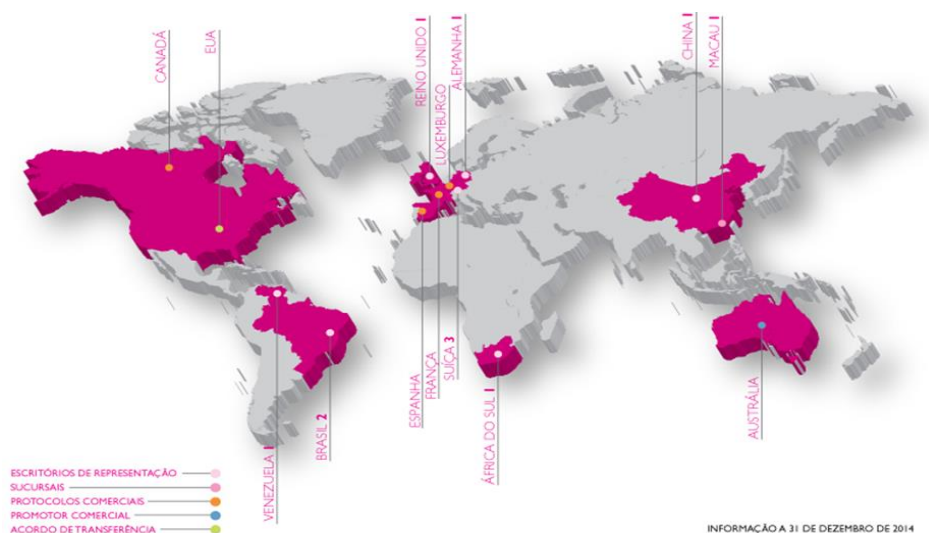 CANADÁ
EUA
REINO UNIDO 1
LUXEMBURGO
ALEMANHA 1
CHINA 1
MACAU 1
VENEZUELA 1
BRASIL 2
ESPANHA
FRANÇA
SUÍÇA 3
ÁFRICA DO SUL 1
AUSTRÁLIA
ESCRITÓRIOS DE REPRESENTAÇÃO
SUCURSAIS
PROTOCOLOS COMERCIAIS
PROMOTOR COMERCIAL
ACORDO DE TRANSFERÊNCIA
INFORMAÇÃO A 31 DE DEZEMBRO DE 2014